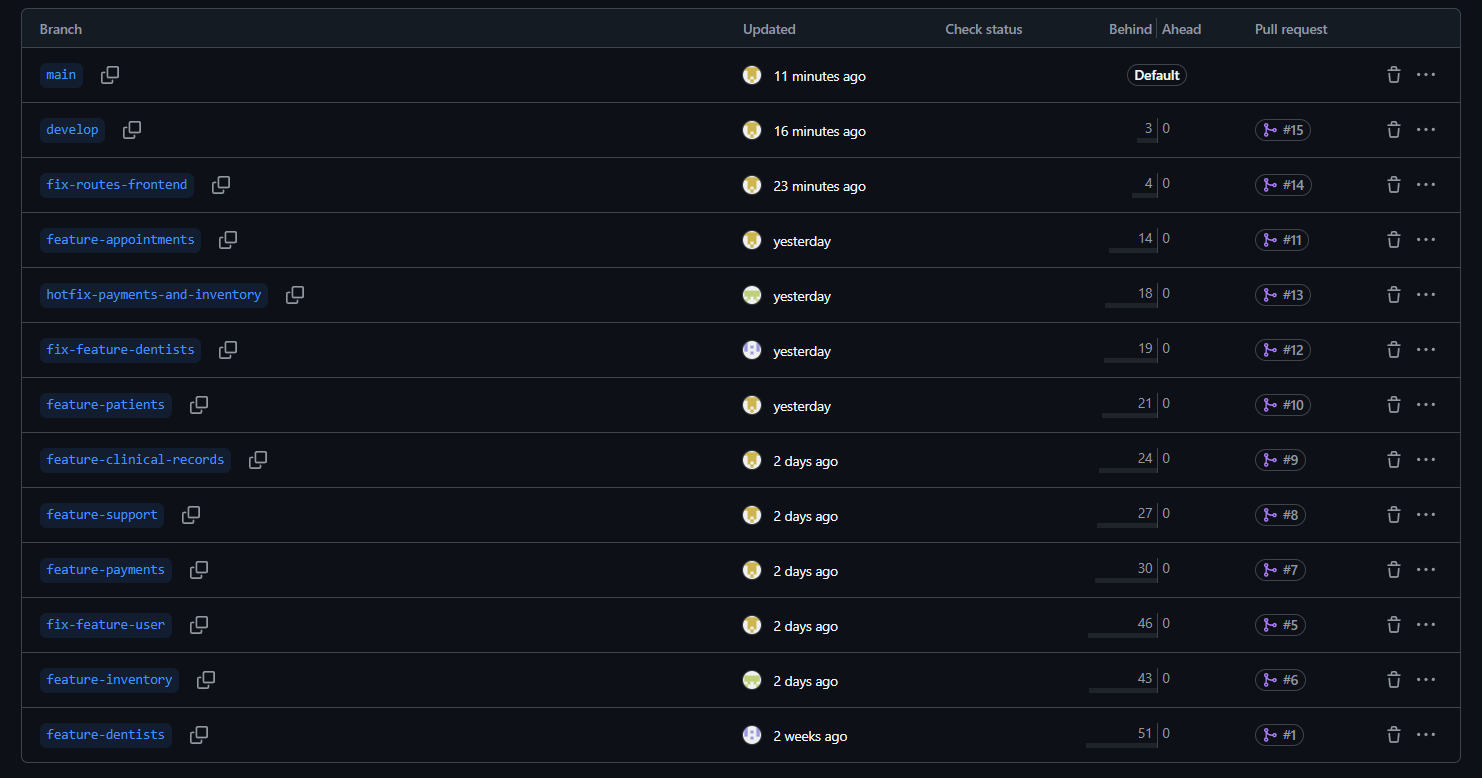 Branch Updated Check status Behind Ahead Pull request
main 11 minutes ago Default
develop 16 minutes ago 3 0 #15
fix-routes-frontend 23 minutes ago 4 0 #14
feature-appointments yesterday 14 0 #11
hotfix-payments-and-inventory yesterday 18 0 #13
fix-feature-dentists yesterday 19 0 #12
feature-patients yesterday 21 0 #10
feature-clinical-records 2 days ago 24 0 #9
feature-support 2 days ago 27 0 #8
feature-payments 2 days ago 30 0 #7
fix-feature-user 2 days ago 46 0 #5
feature-inventory 2 days ago 43 0 #6
feature-dentists 2 weeks ago 51 0 #1